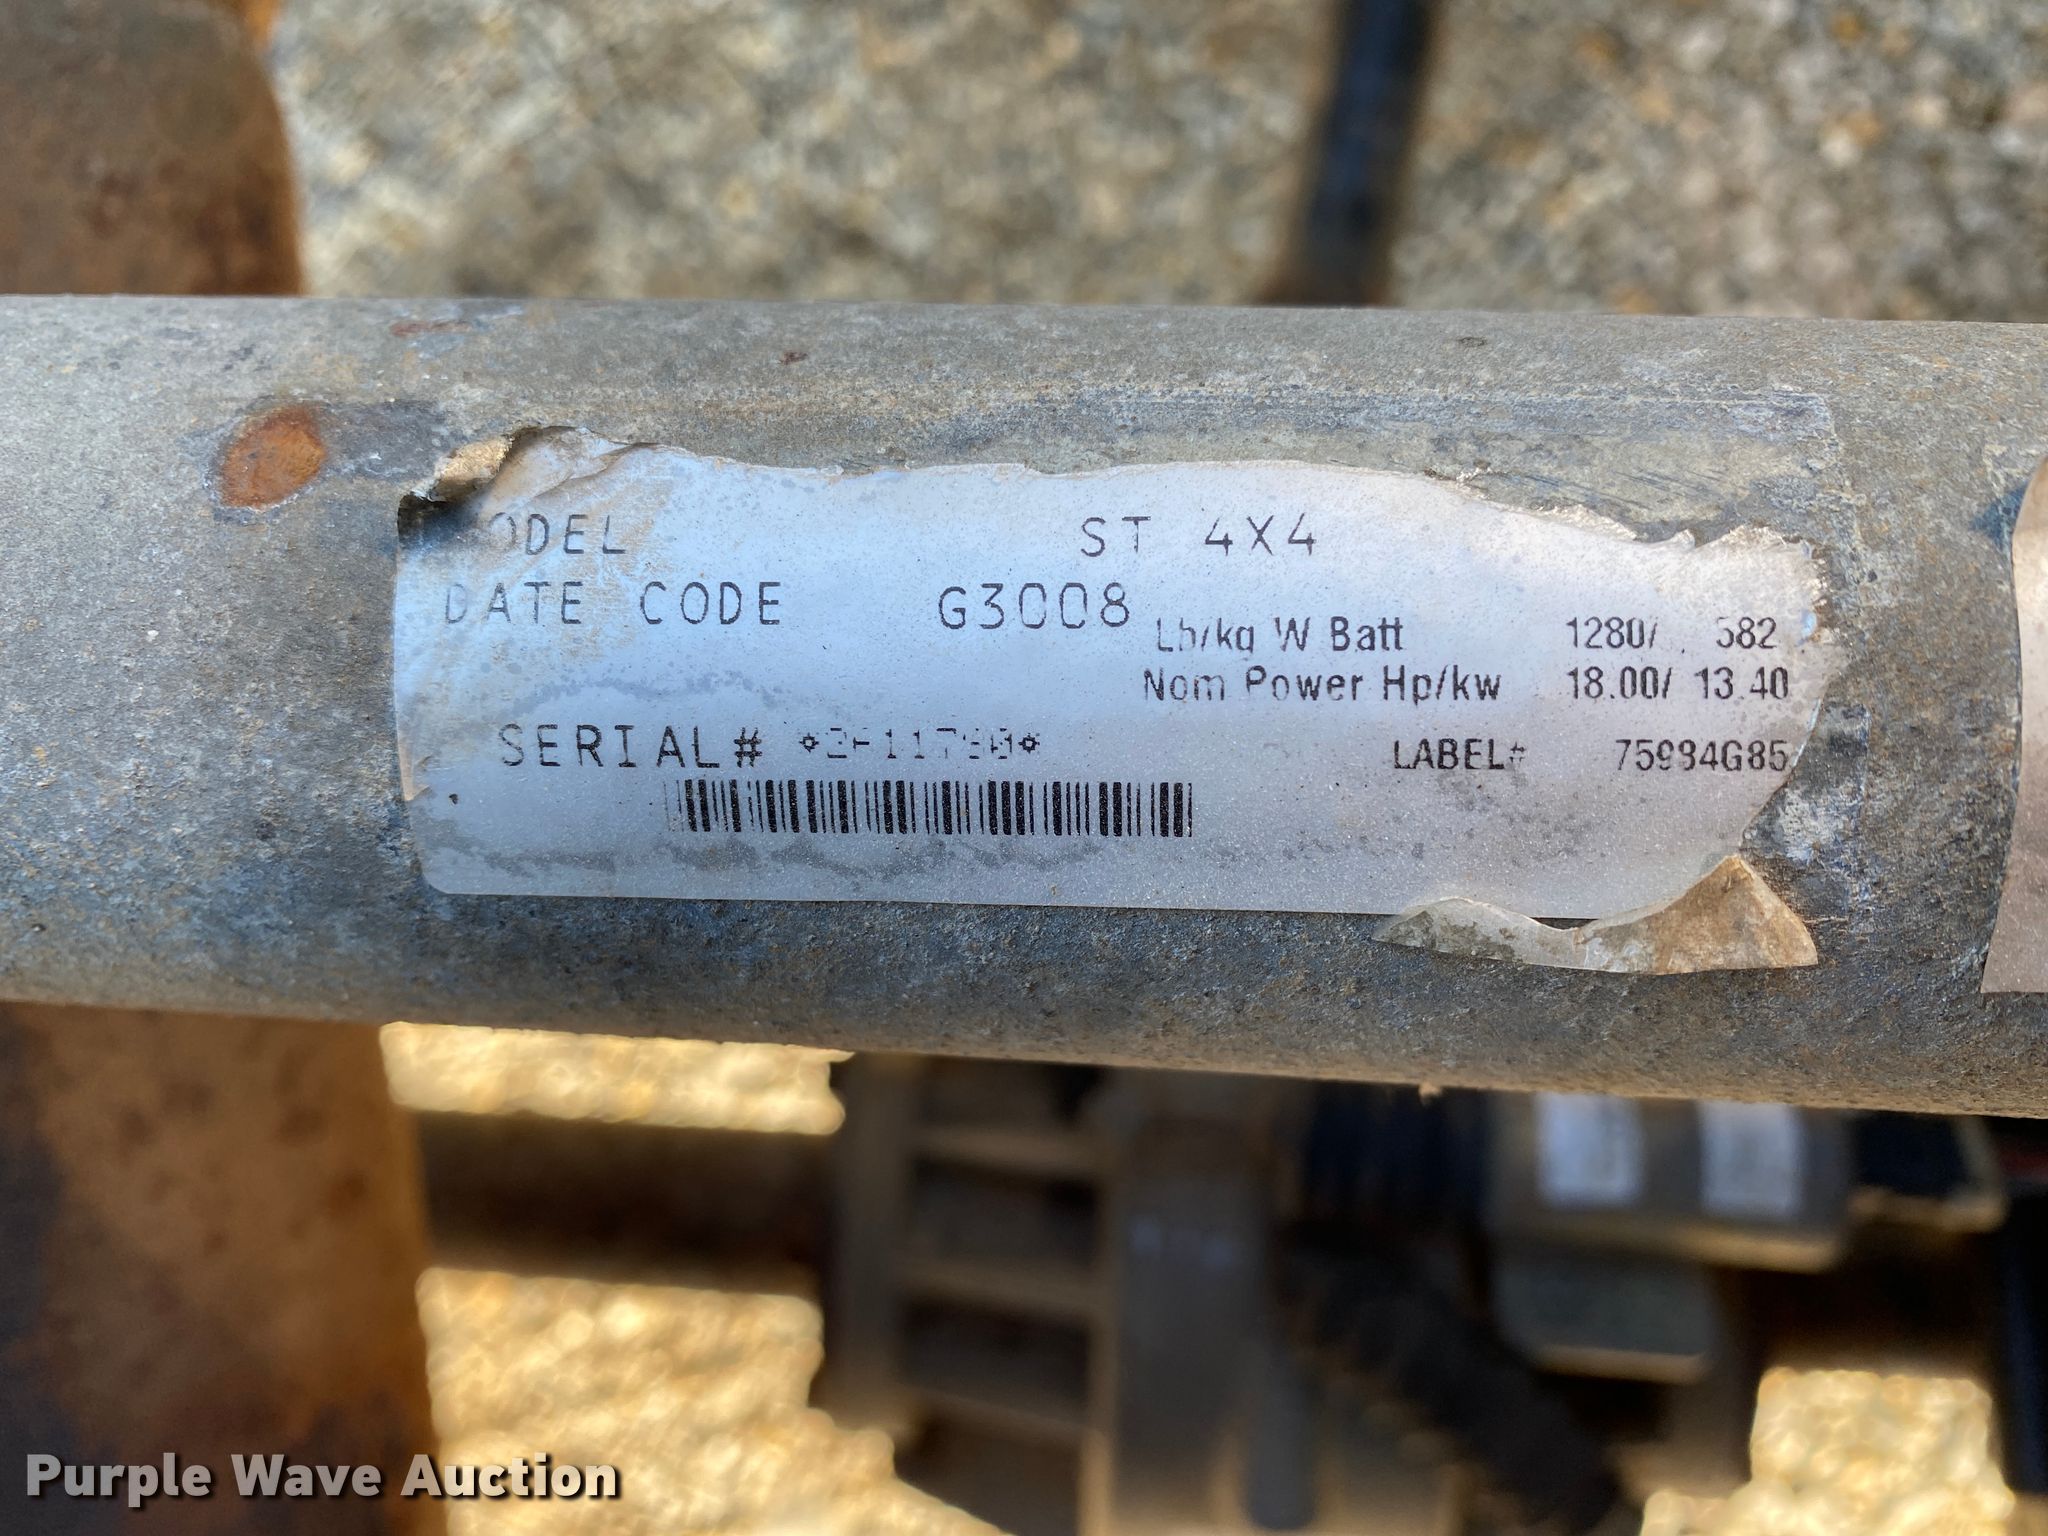 MODEL ST 4X4
DATE CODE G3008
Lb/kg W Batt 1280/ 582
Nom Power Hp/kw 18.00/ 13.40
SERIAL#
LABEL# 75984G85
Purple Wave Auction